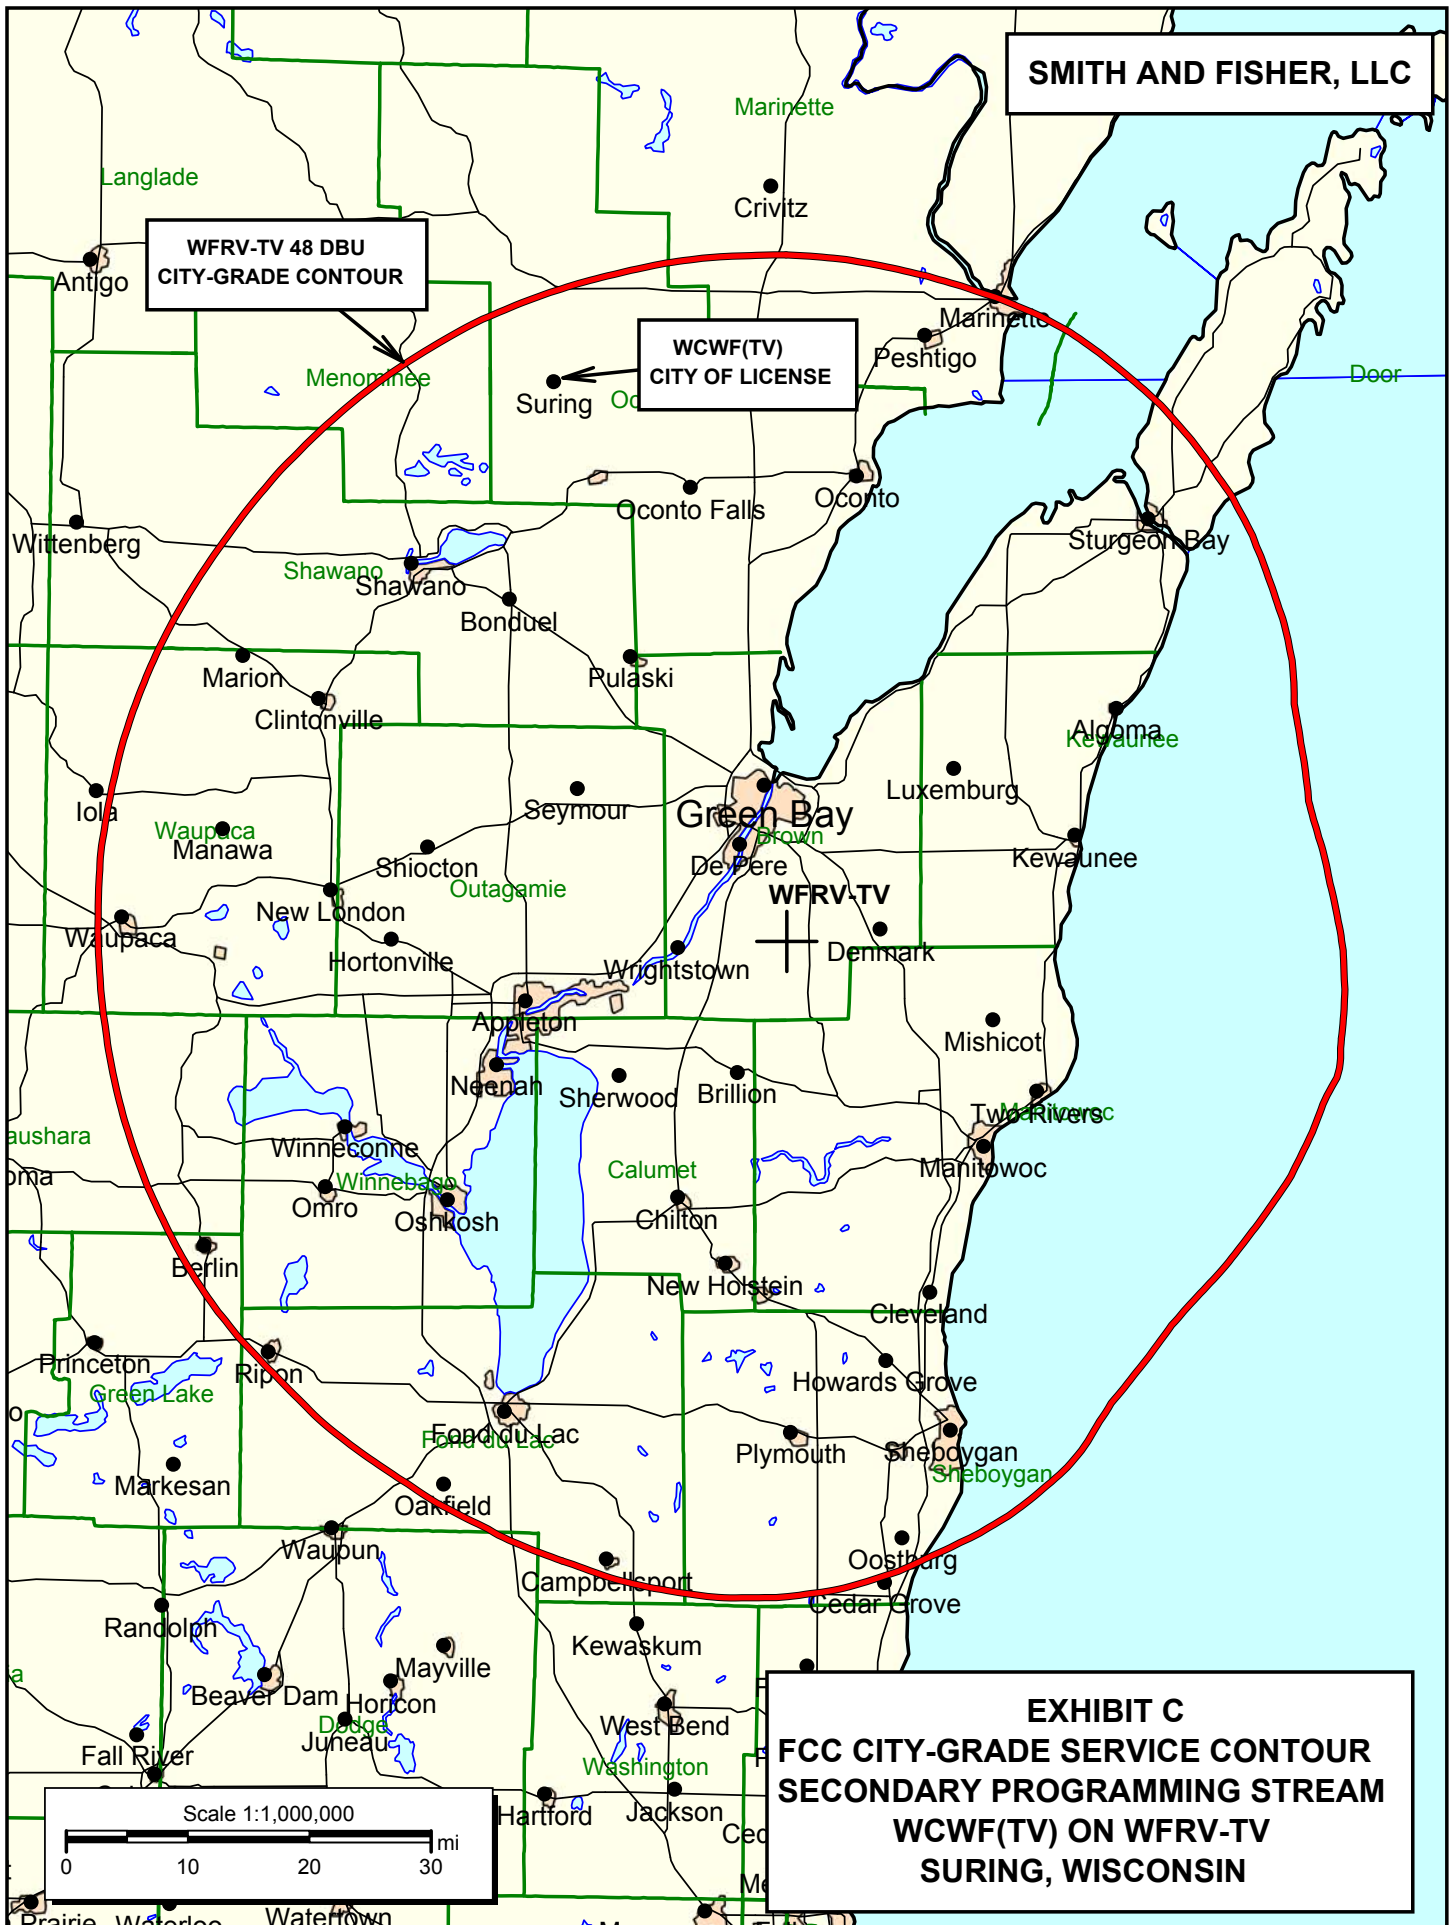 SMITH AND FISHER, LLC
Marinette
Langlade
Crivitz
WFRV-TV 48 DBU
CITY-GRADE CONTOUR
Antigo
Marinette
WCWF(TV)
CITY OF LICENSE
Peshtigo
Menominee
Suring
Door
Oconto Falls
Oconto
Wittenberg
Sturgeon Bay
Shawano
Shawano
Bonduel
Marion
Pulaski
Clintonville
Algoma
Kewaunee
Iola
Seymour
Luxemburg
Green Bay
Waupaca
Manawa
Brown
Shiocton
De Pere
Kewaunee
Outagamie
WFRV-TV
New London
Waupaca
Hortonville
Wrightstown
Denmark
Appleton
Mishicot
Neenah
Sherwood
Brillion
Two Rivers
Manitowoc
aushara
Winneconne
oma
Winnebago
Calumet
Manitowoc
Omro
Oshkosh
Chilton
Berlin
New Holstein
Cleveland
Princeton
Ripon
Green Lake
Howards Grove
o
Fond du Lac
Fond du Lac
Plymouth
Sheboygan
Sheboygan
Markesan
Oakfield
Waupun
Oostburg
Campbellsport
Cedar Grove
Randolph
Kewaskum
a
Mayville
Beaver Dam
Horicon
West Bend
Dodge
Juneau
Fall River
Washington
Hartford
Jackson
Ced
Me
EXHIBIT C
FCC CITY-GRADE SERVICE CONTOUR
SECONDARY PROGRAMMING STREAM
WCWF(TV) ON WFRV-TV
SURING, WISCONSIN
Scale 1:1,000,000
mi
0 10 20 30
Prairie
Waterloo
Watertown